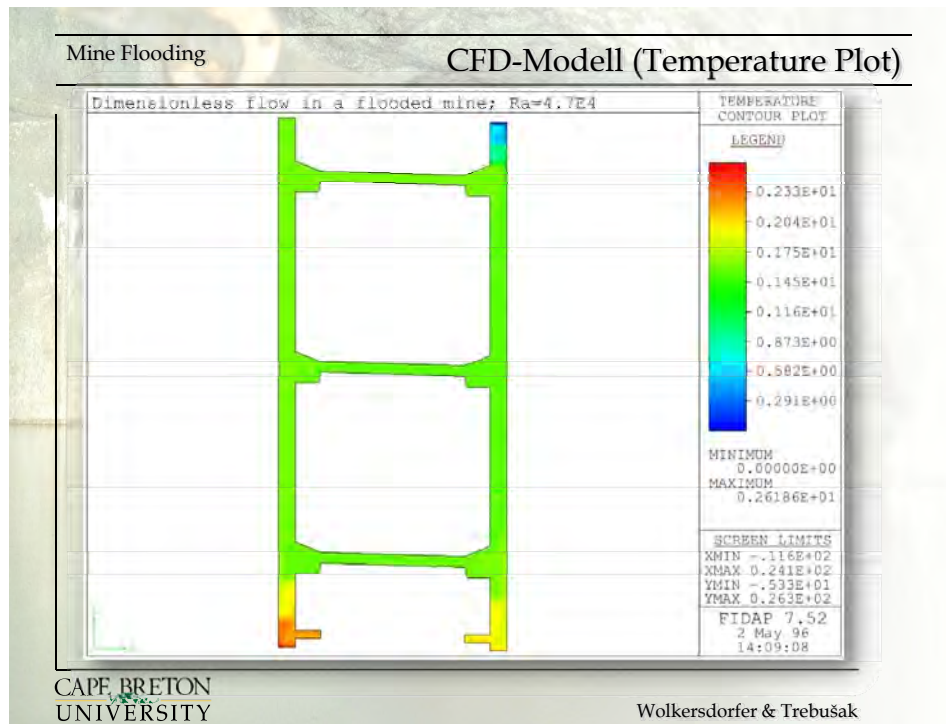 Mine Flooding
CFD-Modell (Temperature Plot)
Dimensionless flow in a flooded mine; Ra=4.7E4
TEMPERATURE
CONTOUR PLOT
LEGEND
0.233E+01
0.204E+01
0.175E+01
0.145E+01
0.116E+01
0.873E+00
0.582E+00
0.291E+00
MINIMUM
0.00000E+00
MAXIMUM
0.26186E+01
SCREEN LIMITS
XMIN -.116E+02
XMAX 0.241E+02
YMIN -.533E+01
YMAX 0.263E+02
FIDAP 7.52
2 May 96
14:09:08
CAPE BRETON
UNIVERSITY
Wolkersdorfer & Trebušak